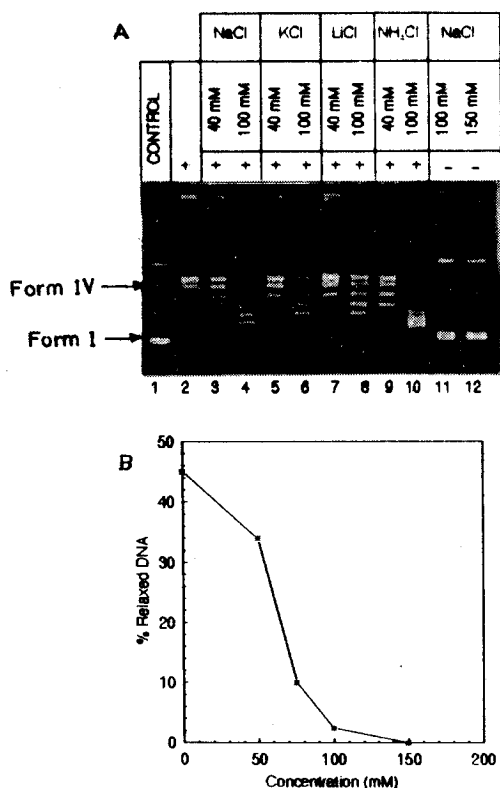 A
NaCl KCl LiCl NH₄Cl NaCl
CONTROL 40 mM 100 mM 40 mM 100 mM 40 mM 100 mM 40 mM 100 mM 100 mM 150 mM
+ + + + + + + + + − −
Form IV
Form I
1 2 3 4 5 6 7 8 9 10 11 12
B
50
40
30
20
10
0
% Relaxed DNA
0 50 100 150 200
Concentration (mM)